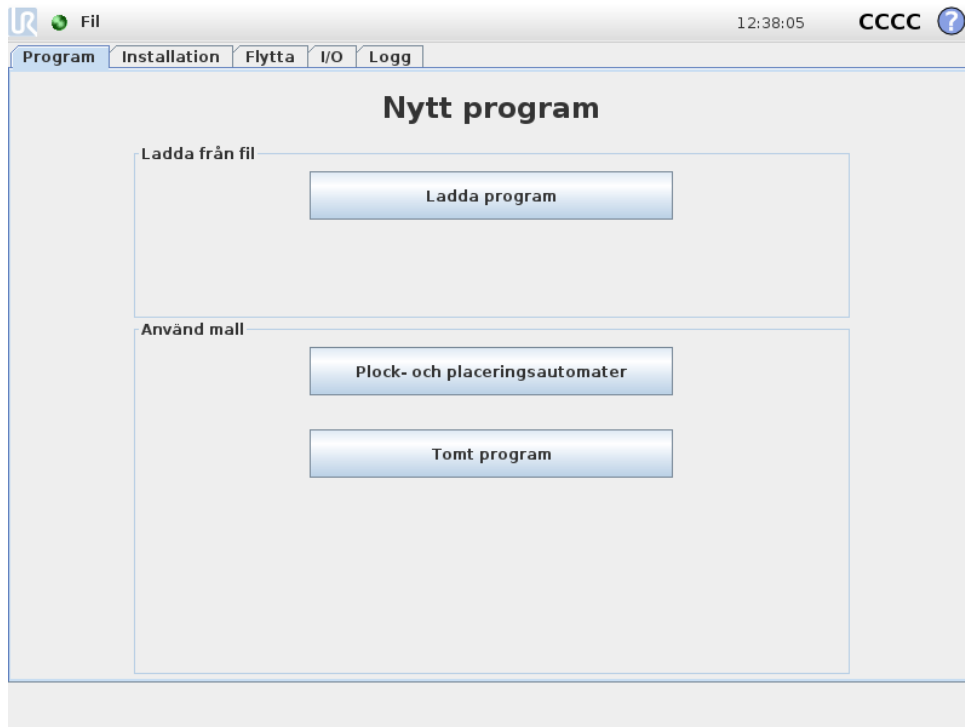 UR Fil 12:38:05 CCCC ?
Program Installation Flytta I/O Logg
Nytt program
Ladda från fil
Ladda program
Använd mall
Plock- och placeringsautomater
Tomt program